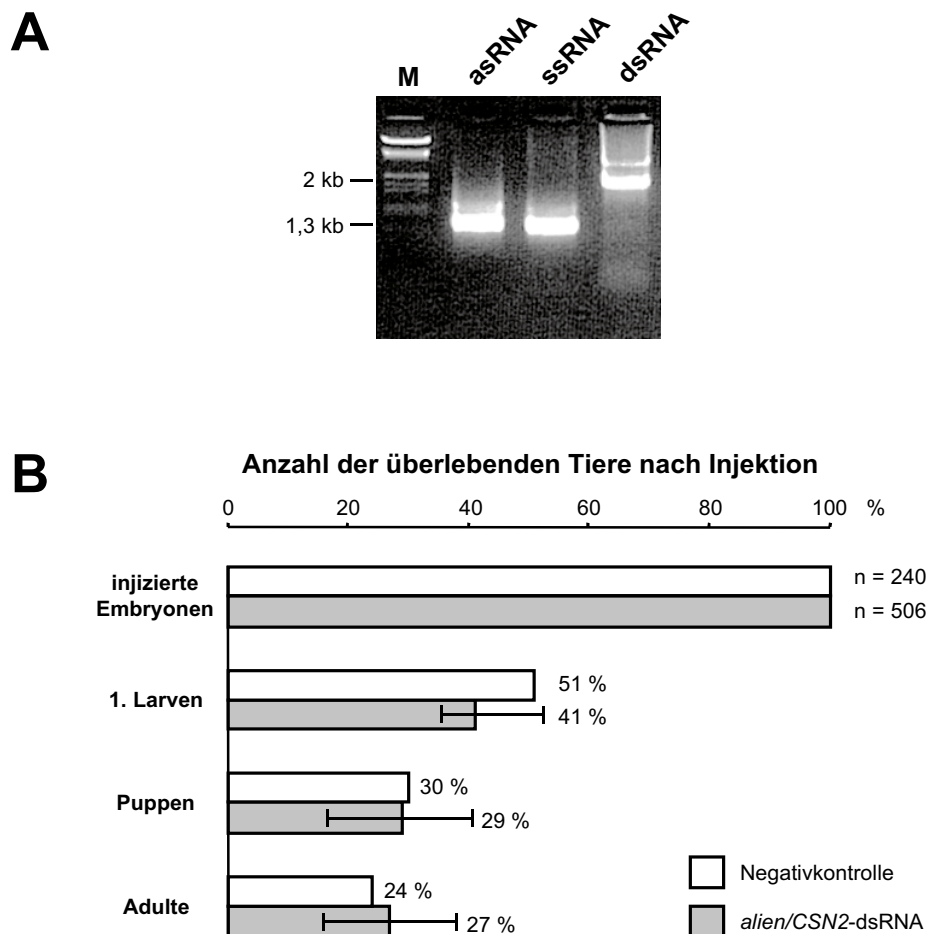 A
M
asRNA
ssRNA
dsRNA
2 kb
1,3 kb
B
Anzahl der überlebenden Tiere nach Injektion
0 20 40 60 80 100 %
injizierte
Embryonen
n = 240
n = 506
1. Larven
51 %
41 %
Puppen
30 %
29 %
Adulte
24 %
27 %
Negativkontrolle
alien/CSN2-dsRNA